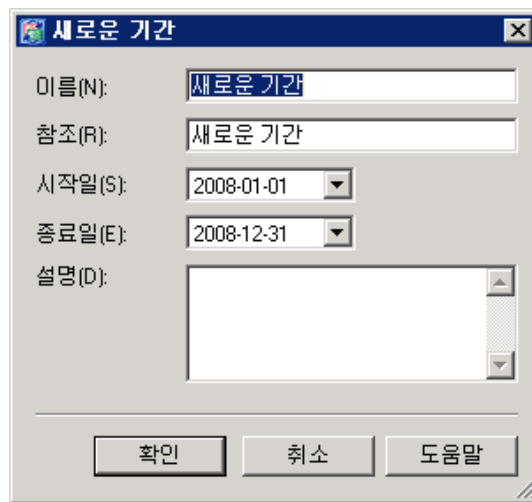 새로운 기간
이름(N): 새로운 기간
참조(R): 새로운 기간
시작일(S): 2008-01-01
종료일(E): 2008-12-31
설명(D):
확인 취소 도움말